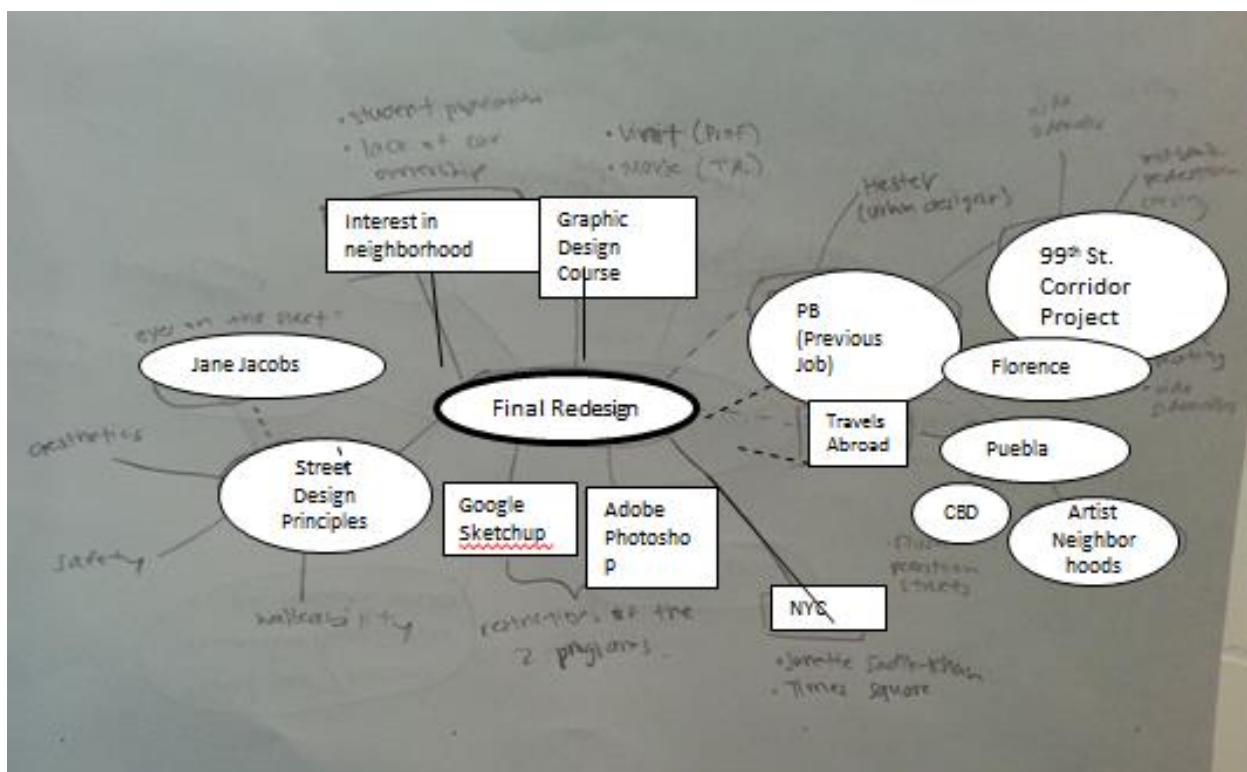 • student population
• lack of car
ownership
• Vinit (Prof)
• Movie (TA)
Hester
(urban designer)
Interest in
neighborhood
Graphic
Design
Course
99th St.
Corridor
Project
PB
(Previous
Job)
eyes on the street
Jane Jacobs
Florence
Final Redesign
Travels
Abroad
aesthetics
Puebla
Street
Design
Principles
Google
Sketchup
Adobe
Photosho
p
CBD
Artist
Neighbor
hoods
safety
streets
NYC
walkability
restrictions of the
2 programs
• Janette Sadik-Khan
• Times Square